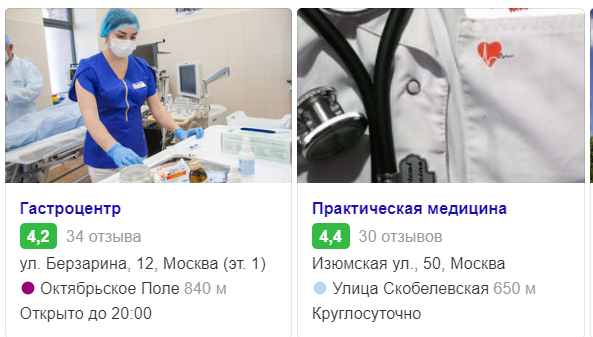 Гастроцентр
4,2 34 отзыва
ул. Берзарина, 12, Москва (эт. 1)
Октябрьское Поле 840 м
Открыто до 20:00
Практическая медицина
4,4 30 отзывов
Изюмская ул., 50, Москва
Улица Скобелевская 650 м
Круглосуточно